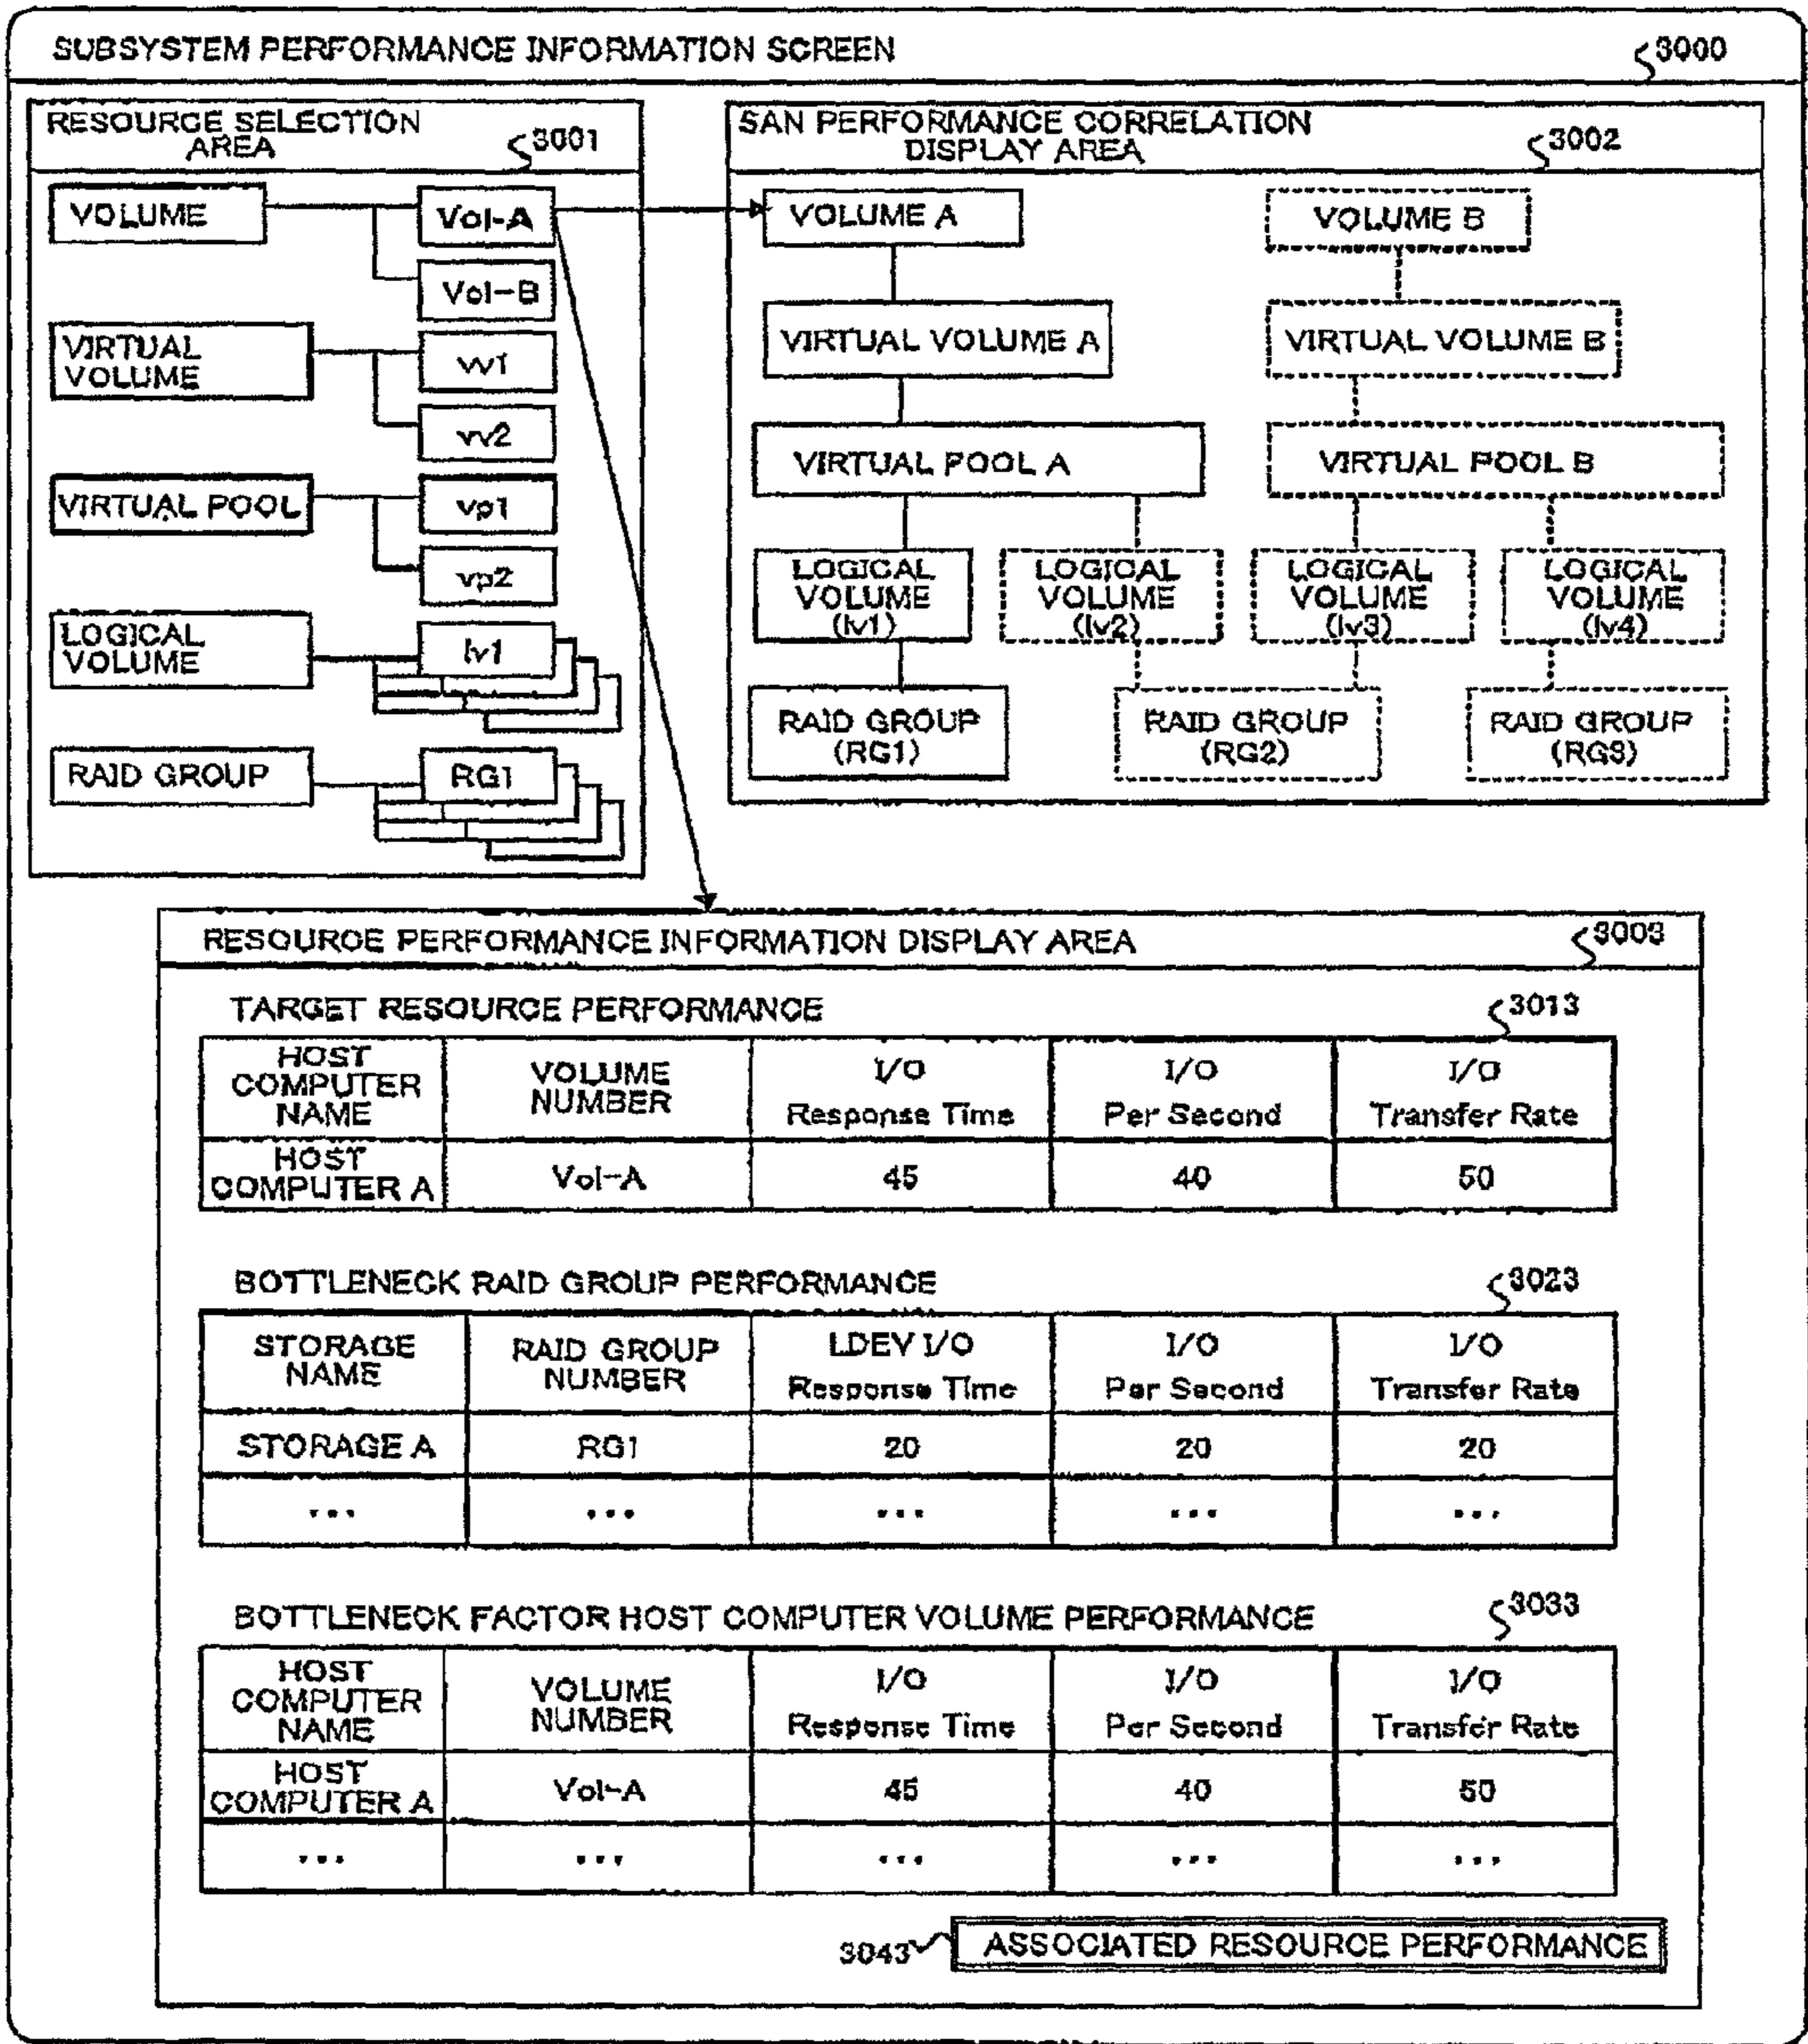 SUBSYSTEM PERFORMANCE INFORMATION SCREEN
3000
RESOURCE SELECTION
AREA
3001
VOLUME
Vol-A
Vol-B
VIRTUAL
VOLUME
vv1
vv2
VIRTUAL POOL
vp1
vp2
LOGICAL
VOLUME
lv1
RAID GROUP
RG1
SAN PERFORMANCE CORRELATION
DISPLAY AREA
3002
VOLUME A
VOLUME B
VIRTUAL VOLUME A
VIRTUAL VOLUME B
VIRTUAL POOL A
VIRTUAL POOL B
LOGICAL
VOLUME
(lv1)
LOGICAL
VOLUME
(lv2)
LOGICAL
VOLUME
(lv3)
LOGICAL
VOLUME
(lv4)
RAID GROUP
(RG1)
RAID GROUP
(RG2)
RAID GROUP
(RG3)
RESOURCE PERFORMANCE INFORMATION DISPLAY AREA
3003
TARGET RESOURCE PERFORMANCE
3013
HOST
COMPUTER
NAME
VOLUME
NUMBER
I/O
Response Time
I/O
Per Second
I/O
Transfer Rate
HOST
COMPUTER A
Vol-A
45
40
50
BOTTLENECK RAID GROUP PERFORMANCE
3023
STORAGE
NAME
RAID GROUP
NUMBER
LDEV I/O
Response Time
I/O
Per Second
I/O
Transfer Rate
STORAGE A
RG1
20
20
20
... ... ... ... ...
BOTTLENECK FACTOR HOST COMPUTER VOLUME PERFORMANCE
3033
HOST
COMPUTER
NAME
VOLUME
NUMBER
I/O
Response Time
I/O
Per Second
I/O
Transfer Rate
HOST
COMPUTER A
Vol-A
45
40
50
... ... ... ... ...
3043
ASSOCIATED RESOURCE PERFORMANCE